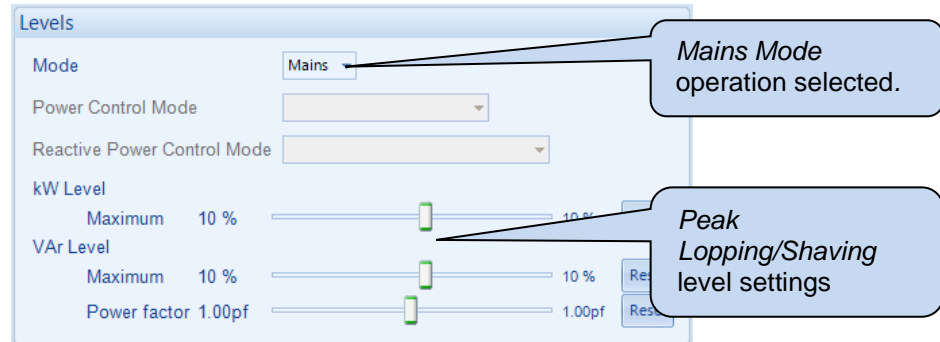 Levels
Mode Mains
Mains Mode
operation selected.
Power Control Mode
Reactive Power Control Mode
kW Level
Maximum 10 % 10 %
Peak
Lopping/Shaving
level settings
VAr Level
Maximum 10 % 10 %
Power factor 1.00pf 1.00pf